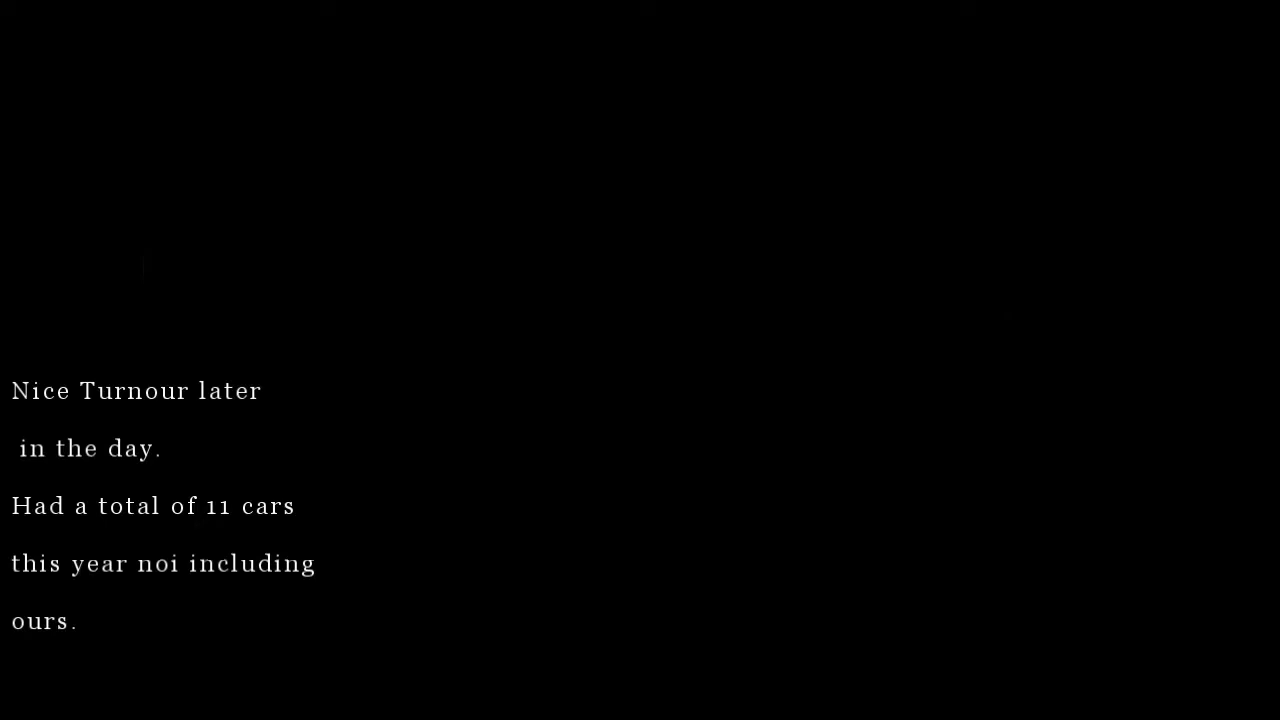 Nice Turnour later
in the day.
Had a total of 11 cars
this year noi including
ours.